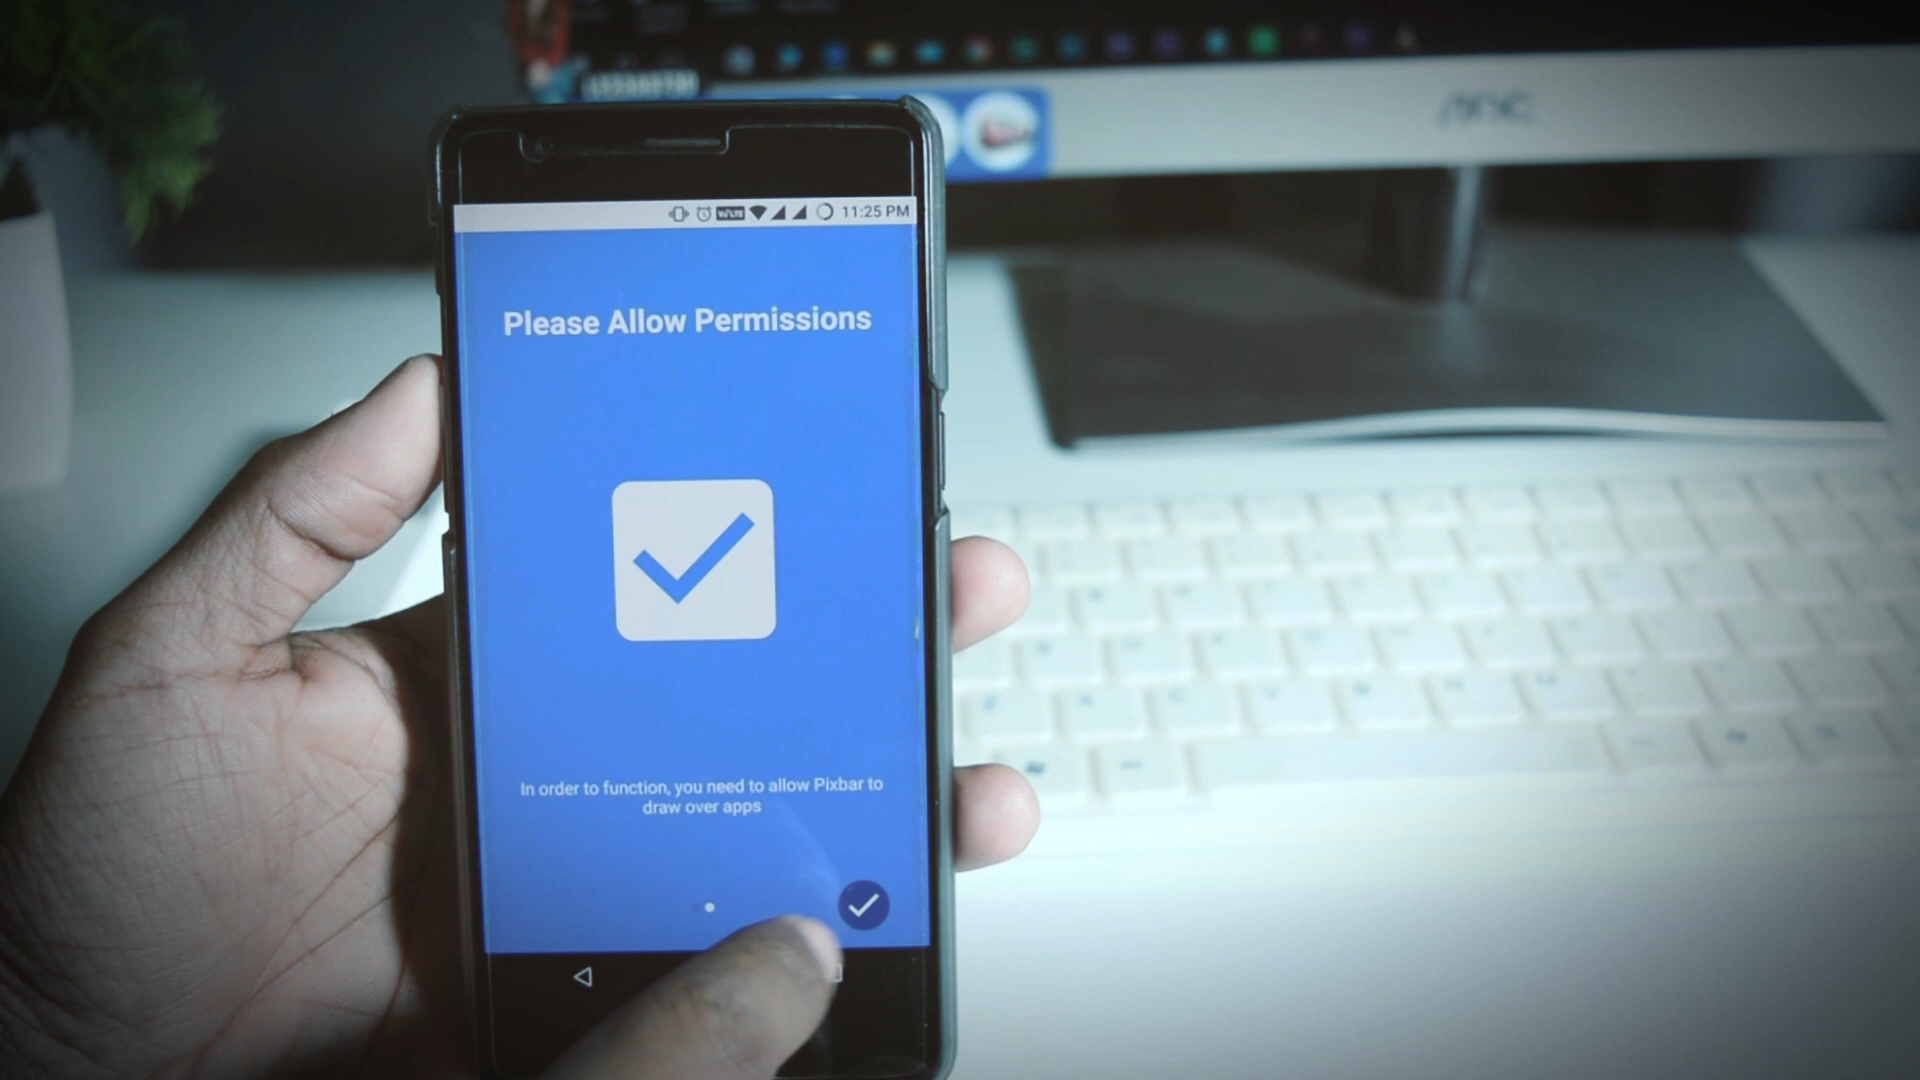 VoLTE 11:25 PM
Please Allow Permissions
In order to function, you need to allow Pixbar to
draw over apps